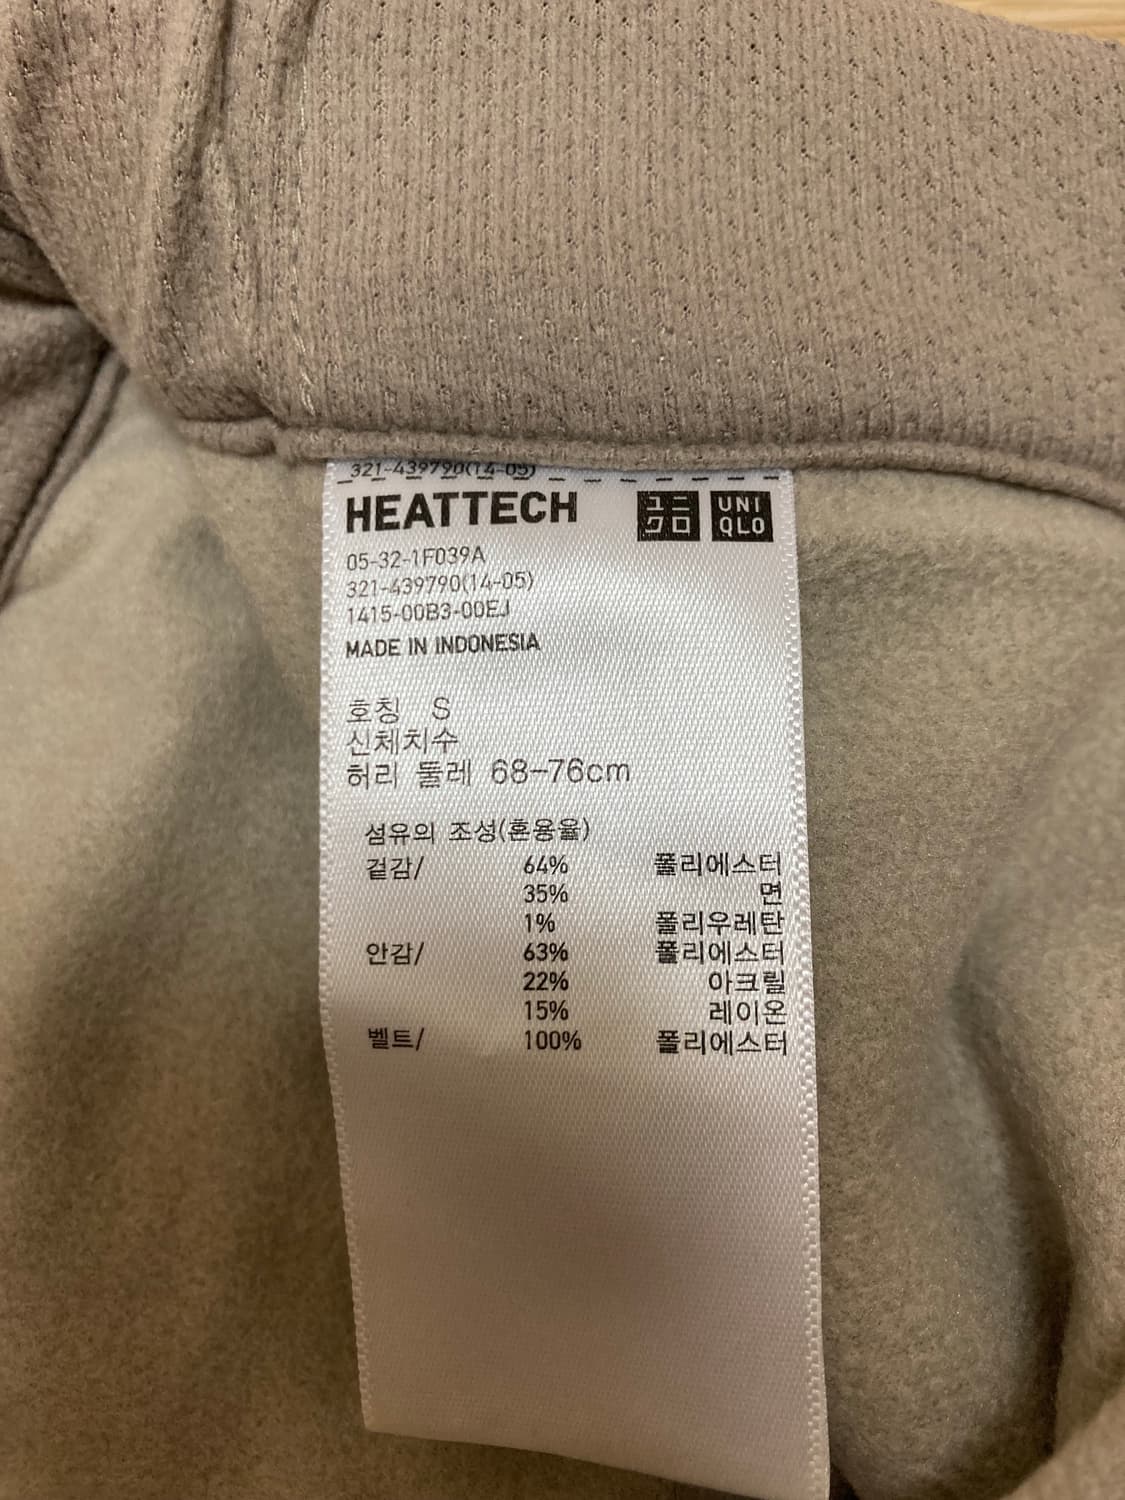 321-439790(14-05)
HEATTECH
ユニ
クロ
UNI
QLO
05-32-1F039A
321-439790(14-05)
1415-00B3-00EJ
MADE IN INDONESIA
호칭 S
신체치수
허리 둘레 68-76cm
섬유의 조성(혼용율)
겉감/ 64% 폴리에스터
35% 면
1% 폴리우레탄
안감/ 63% 폴리에스터
22% 아크릴
15% 레이온
벨트/ 100% 폴리에스터